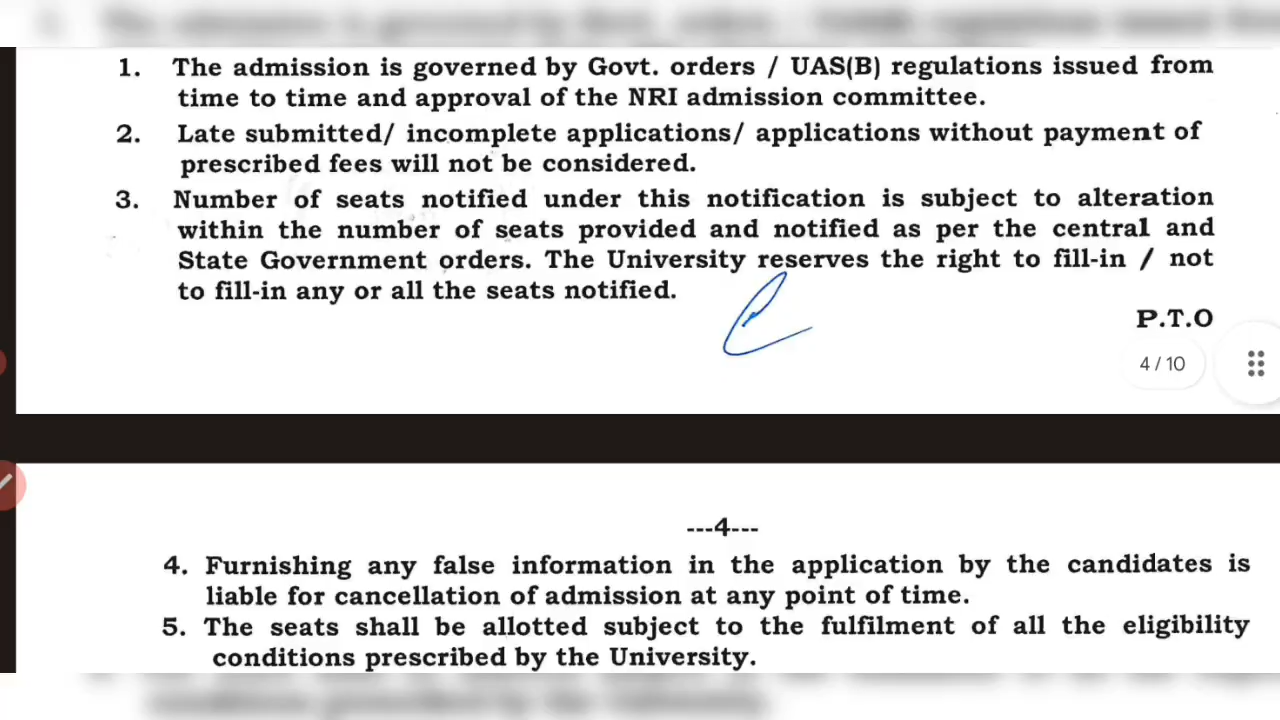 1. The admission is governed by Govt. orders / UAS(B) regulations issued from
time to time and approval of the NRI admission committee.
2. Late submitted/ incomplete applications/ applications without payment of
prescribed fees will not be considered.
3. Number of seats notified under this notification is subject to alteration
within the number of seats provided and notified as per the central and
State Government orders. The University reserves the right to fill-in / not
to fill-in any or all the seats notified.
P.T.O
4 / 10
---4---
4. Furnishing any false information in the application by the candidates is
liable for cancellation of admission at any point of time.
5. The seats shall be allotted subject to the fulfilment of all the eligibility
conditions prescribed by the University.